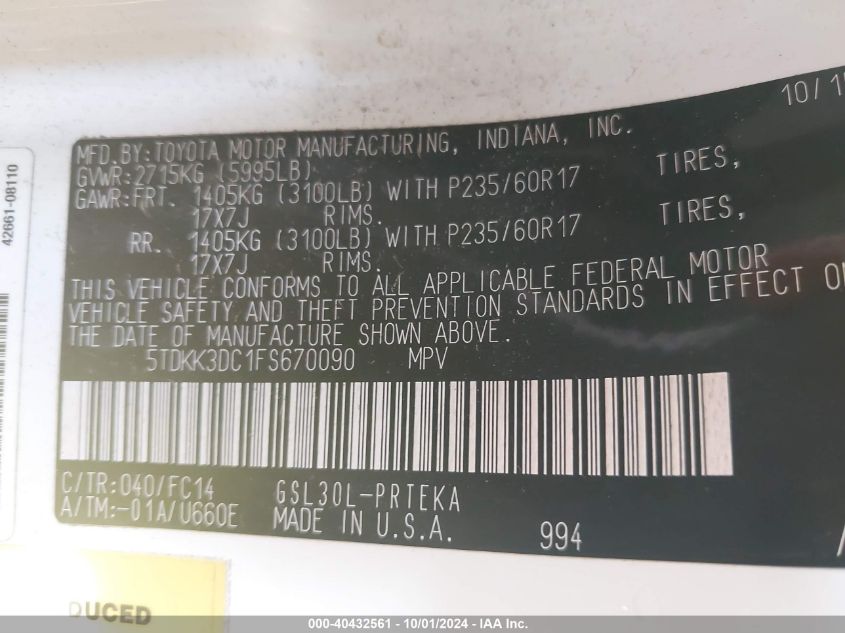 10/1
MFD.BY:TOYOTA MOTOR MANUFACTURING, INDIANA, INC.
GVWR:2715KG (5995LB)
GAWR:FRT. 1405KG (3100LB) WITH P235/60R17 TIRES,
17X7J RIMS.
RR. 1405KG (3100LB) WITH P235/60R17 TIRES,
17X7J RIMS.
THIS VEHICLE CONFORMS TO ALL APPLICABLE FEDERAL MOTOR
VEHICLE SAFETY AND THEFT PREVENTION STANDARDS IN EFFECT O
THE DATE OF MANUFACTURE SHOWN ABOVE.
5TDKK3DC1FS670090 MPV
C/TR:040/FC14 GSL30L-PRTEKA
A/TM:-01A/U660E MADE IN U.S.A. 994
42661-08110
DUCED
000-40432561 - 10/01/2024 - IAA Inc.